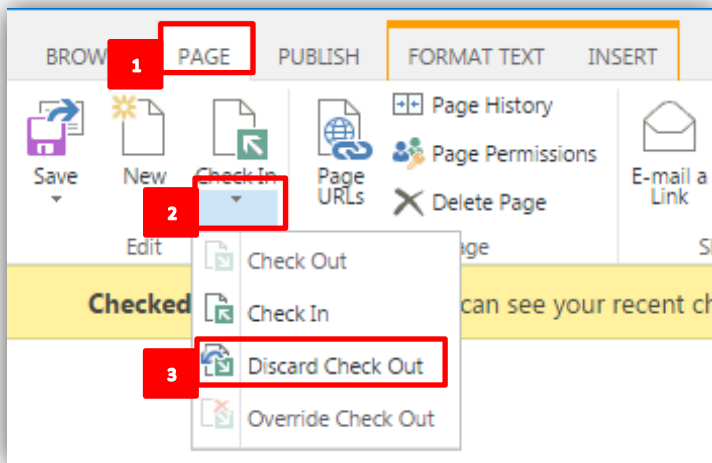 BROW
1
PAGE
PUBLISH
FORMAT TEXT
INSERT
Save
New
Check In
Page
URLs
Page History
Page Permissions
Delete Page
E-mail a
Link
2
Edit
age
Check Out
Checked
can see your recent ch
Check In
3
Discard Check Out
Override Check Out